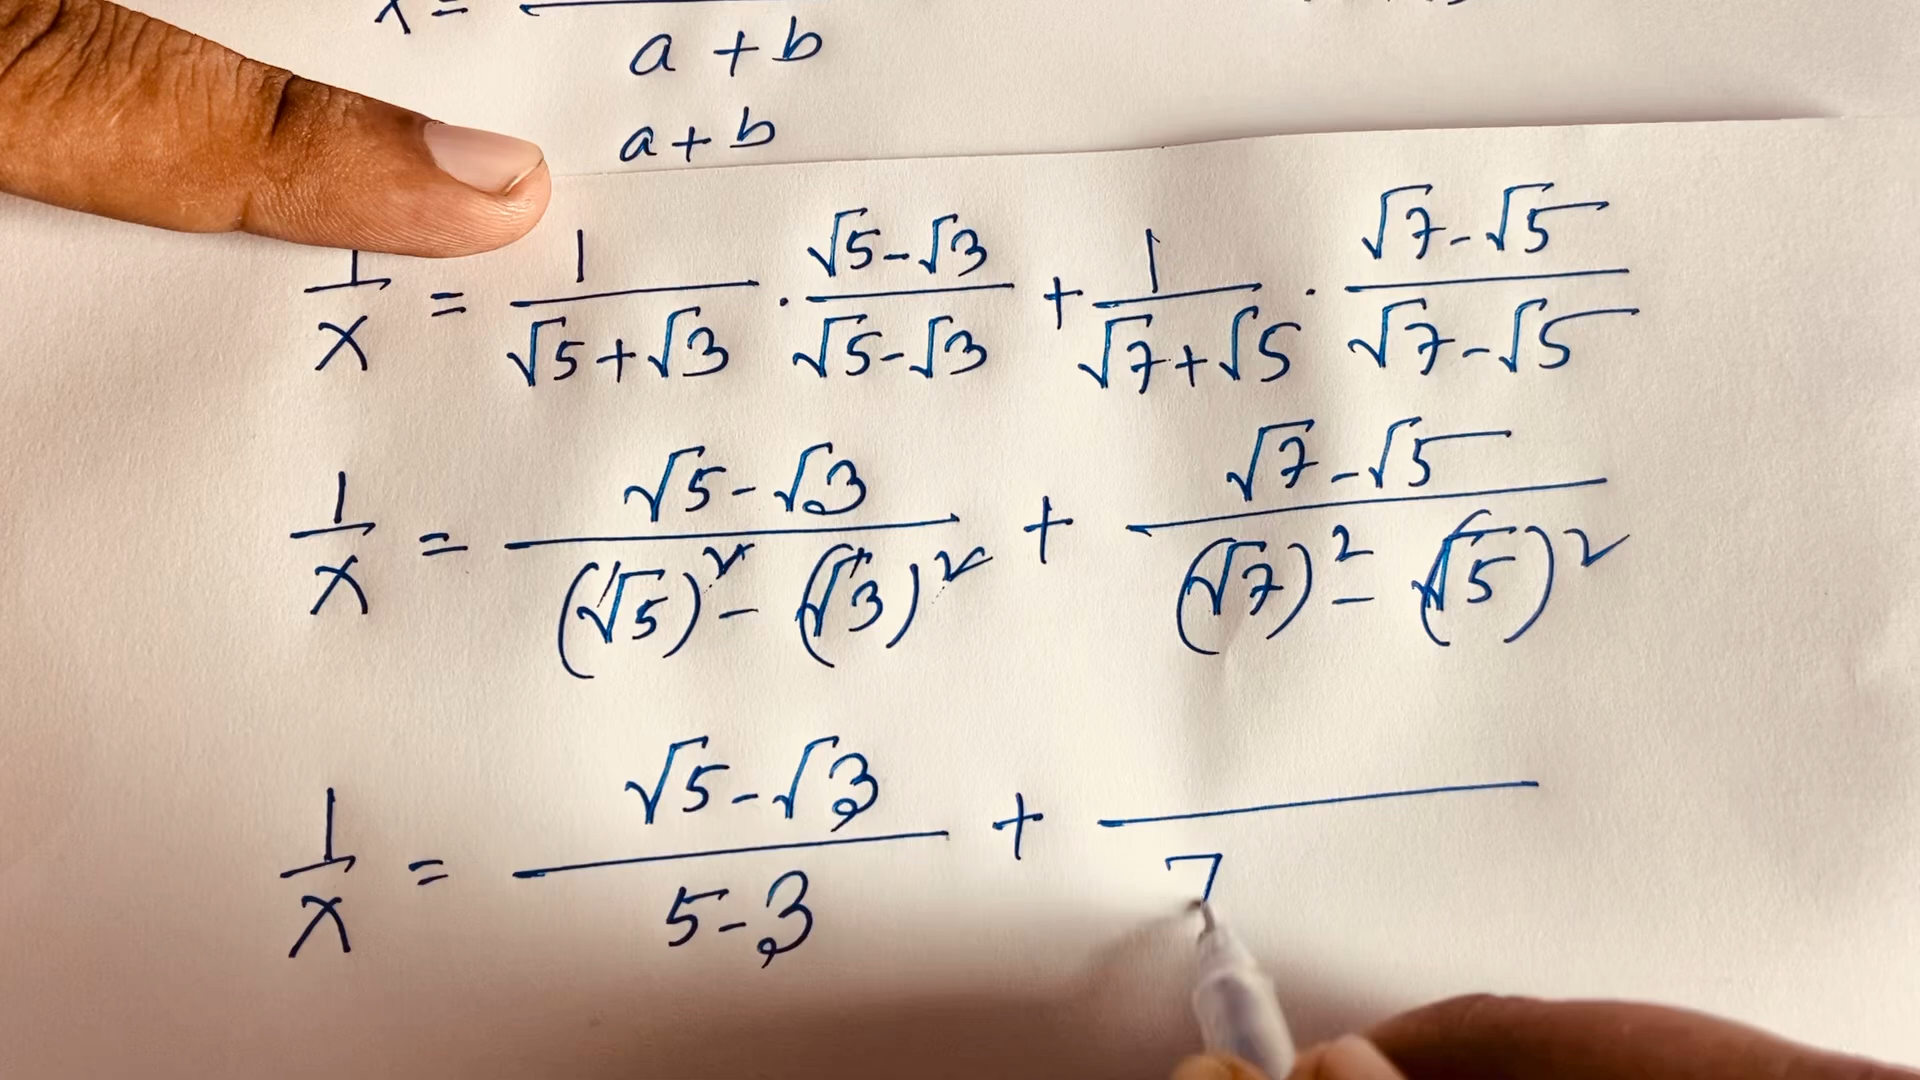 x =
a + b
a + b
1/x = 1/(√5 + √3) · (√5 - √3)/(√5 - √3) + 1/(√7 + √5) · (√7 - √5)/(√7 - √5)
1/x = (√5 - √3)/((√5)² - (√3)²) + (√7 - √5)/((√7)² - (√5)²)
1/x = (√5 - √3)/(5 - 3) + /7